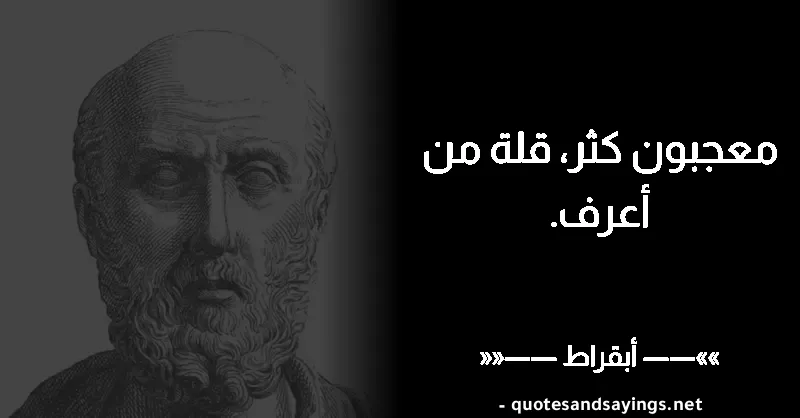 معجبون كثر، قلة من
أعرف.
»»—— أبقراط ——««
- quotesandsayings.net